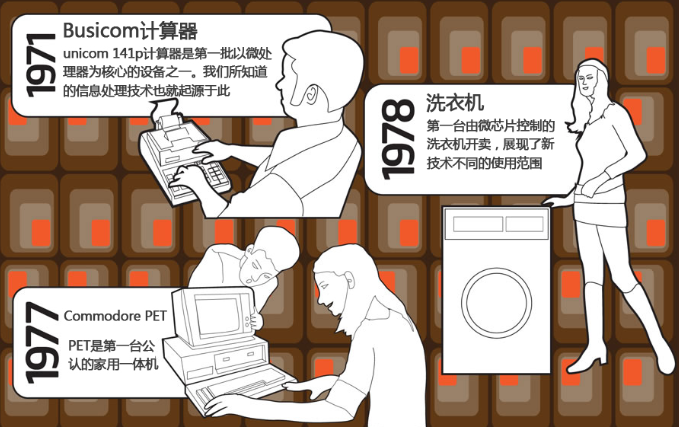 1971
Busicom计算器
unicom 141p计算器是第一批以微处
理器为核心的设备之一。我们所知道
的信息处理技术也就起源于此
1978
洗衣机
第一台由微芯片控制的
洗衣机开卖，展现了新
技术不同的使用范围
1977
Commodore PET
PET是第一台公
认的家用一体机